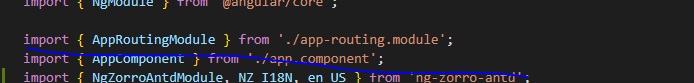 import { NgModule } from '@angular/core';
import { AppRoutingModule } from './app-routing.module';
import { AppComponent } from './app.component';
import { NgZorroAntdModule, NZ_I18N, en_US } from 'ng-zorro-antd';